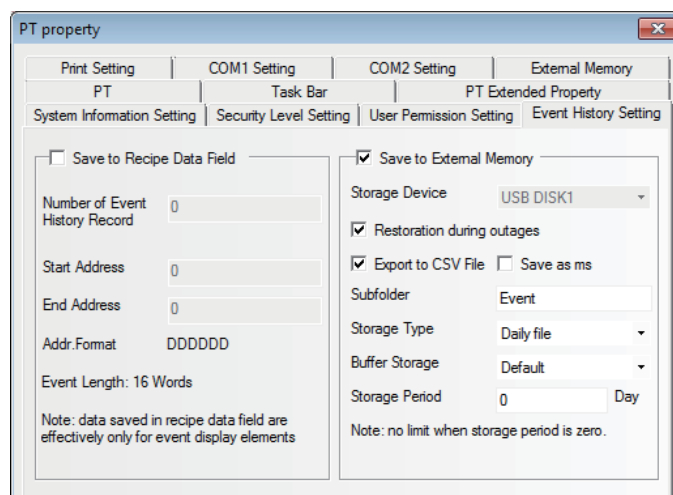 PT property
Print Setting
COM1 Setting
COM2 Setting
External Memory
PT
Task Bar
PT Extended Property
System Information Setting
Security Level Setting
User Permission Setting
Event History Setting
Save to Recipe Data Field
Number of Event
History Record
0
Start Address
0
End Address
0
Addr.Format
DDDDDD
Event Length: 16 Words
Note: data saved in recipe data field are
effectively only for event display elements
Save to External Memory
Storage Device
USB DISK1
Restoration during outages
Export to CSV File
Save as ms
Subfolder
Event
Storage Type
Daily file
Buffer Storage
Default
Storage Period
0
Day
Note: no limit when storage period is zero.